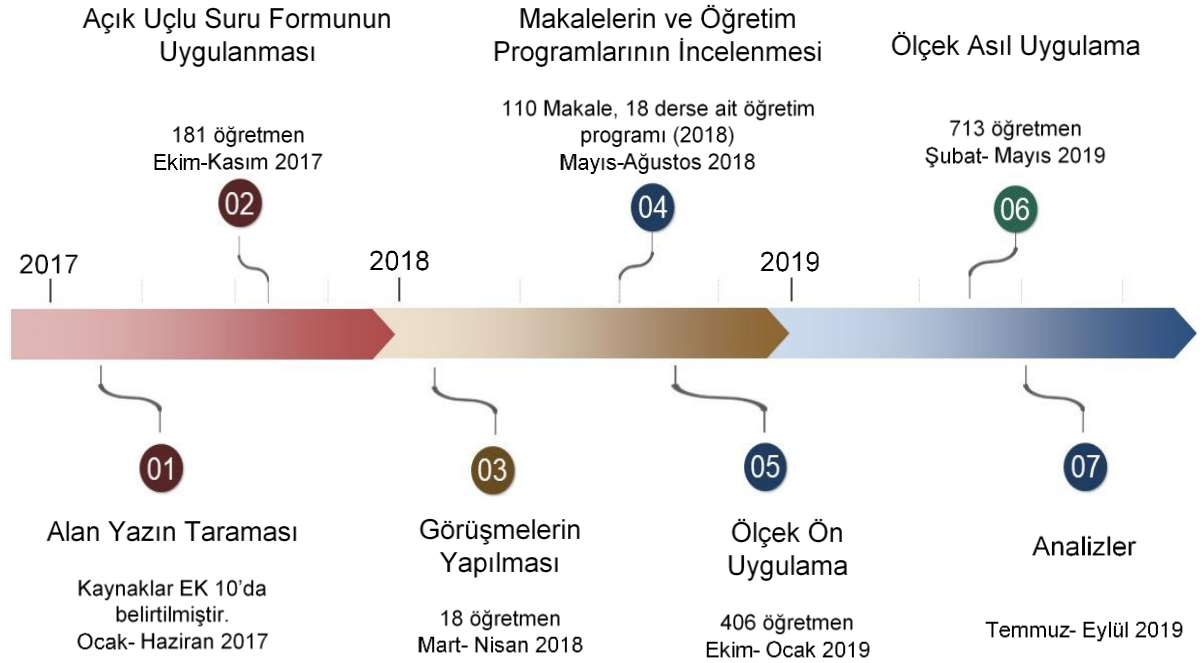 Açık Uçlu Suru Formunun
Uygulanması
181 öğretmen
Ekim-Kasım 2017
02
Makalelerin ve Öğretim
Programlarının İncelenmesi
110 Makale, 18 derse ait öğretim
programı (2018)
Mayıs-Ağustos 2018
04
Ölçek Asıl Uygulama
713 öğretmen
Şubat- Mayıs 2019
06
2017
2018
2019
01
Alan Yazın Taraması
Kaynaklar EK 10’da
belirtilmiştir.
Ocak- Haziran 2017
03
Görüşmelerin
Yapılması
18 öğretmen
Mart- Nisan 2018
05
Ölçek Ön
Uygulama
406 öğretmen
Ekim- Ocak 2019
07
Analizler
Temmuz- Eylül 2019